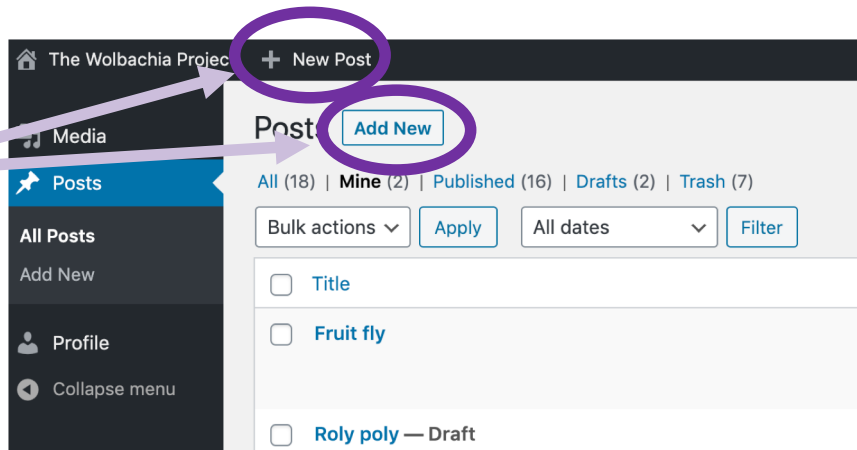 The Wolbachia Projec
New Post
Media
Posts
All Posts
Add New
Profile
Collapse menu
Posts Add New
All (18) | Mine (2) | Published (16) | Drafts (2) | Trash (7)
Bulk actions Apply All dates Filter
Title
Fruit fly
Roly poly — Draft